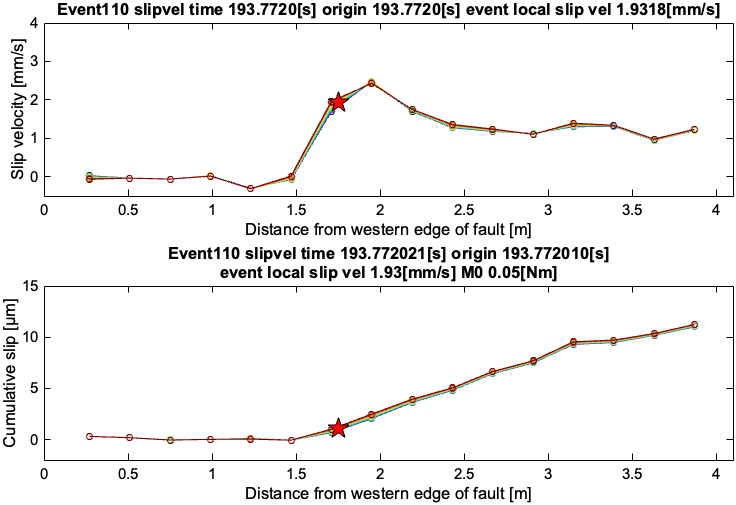 Event110 slipvel time 193.7720[s] origin 193.7720[s] event local slip vel 1.9318[mm/s]
4
3
2
1
0
Slip velocity [mm/s]
0 0.5 1 1.5 2 2.5 3 3.5 4
Distance from western edge of fault [m]
Event110 slipvel time 193.772021[s] origin 193.772010[s]
event local slip vel 1.93[mm/s] M0 0.05[Nm]
15
10
5
0
Cumulative slip [µm]
0 0.5 1 1.5 2 2.5 3 3.5 4
Distance from western edge of fault [m]